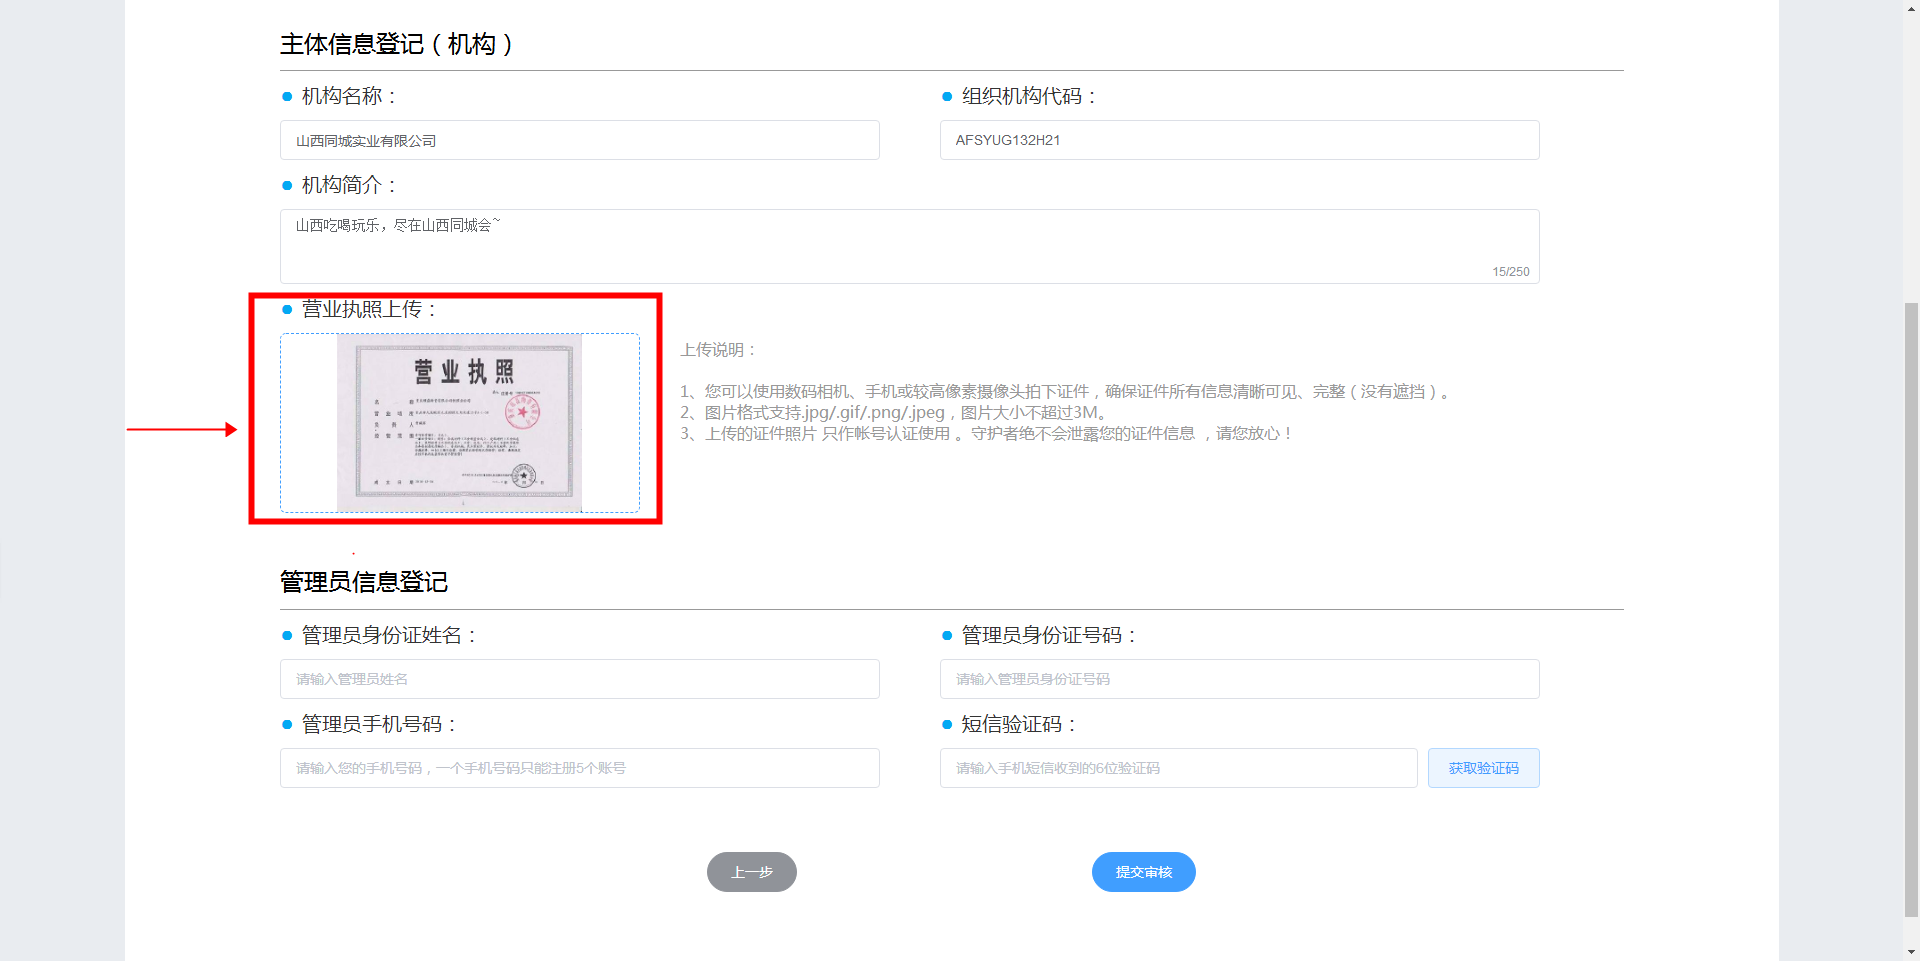 主体信息登记（机构）
机构名称：
组织机构代码：
山西同城实业有限公司
AFSYUG132H21
机构简介：
山西吃喝玩乐，尽在山西同城会~
15/250
营业执照上传：
营业执照
上传说明：
1、您可以使用数码相机、手机或较高像素摄像头拍下证件，确保证件所有信息清晰可见、完整（没有遮挡）。
2、图片格式支持.jpg/.gif/.png/.jpeg，图片大小不超过3M。
3、上传的证件照片 只作帐号认证使用 。守护者绝不会泄露您的证件信息 ，请您放心！
管理员信息登记
管理员身份证姓名：
管理员身份证号码：
请输入管理员姓名
请输入管理员身份证号码
管理员手机号码：
短信验证码：
请输入您的手机号码，一个手机号码只能注册5个账号
请输入手机短信收到的6位验证码
获取验证码
上一步
提交审核